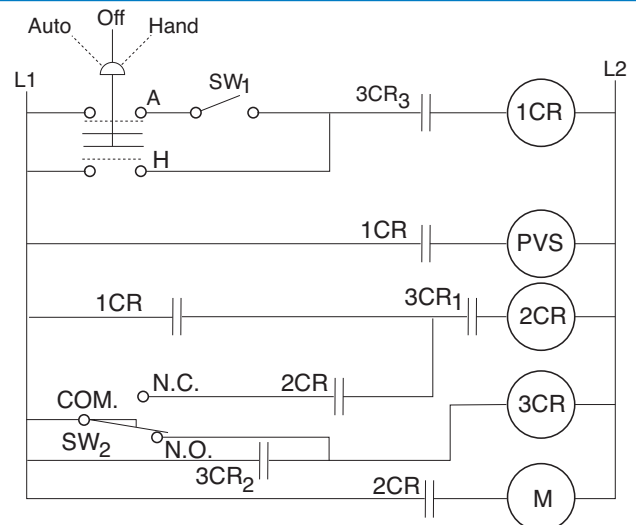 Off
Auto
Hand
L1
L2
A
SW1
3CR3
1CR
H
1CR
PVS
1CR
3CR1
2CR
N.C.
2CR
3CR
COM.
SW2
N.O.
3CR2
2CR
M